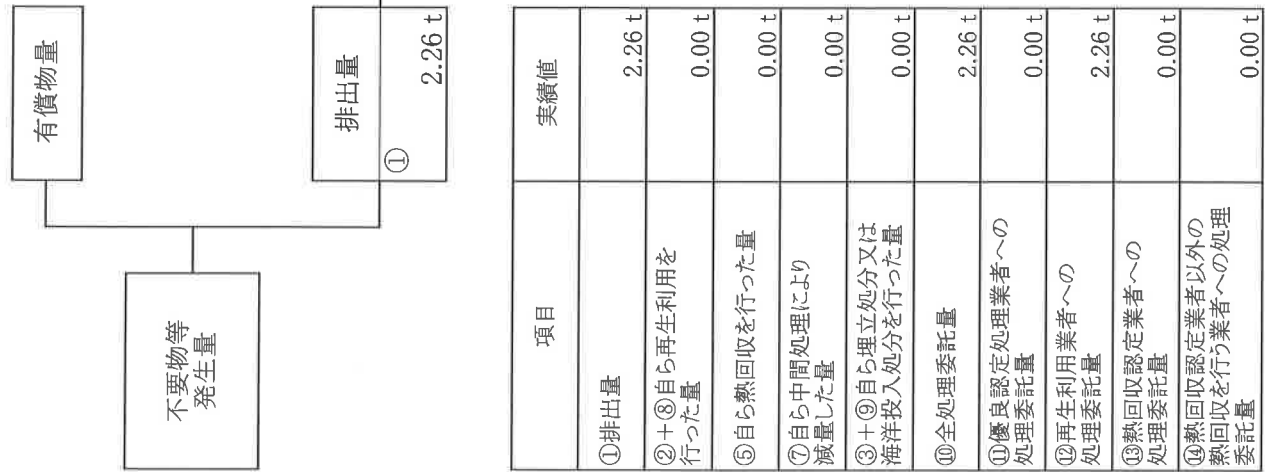 不要物等
発生量
有償物量
排出量
①
2.26 t
項目
実績値
①排出量
2.26 t
②+⑧自ら再生利用を
行った量
0.00 t
⑤自ら熱回収を行った量
0.00 t
⑦自ら中間処理により
減量した量
0.00 t
③+⑨自ら埋立処分又は
海洋投入処分を行った量
0.00 t
⑩全処理委託量
2.26 t
⑪優良認定処理業者への
処理委託量
0.00 t
⑫再生利用業者への
処理委託量
2.26 t
⑬熱回収認定業者への
処理委託量
0.00 t
⑭熱回収認定業者以外の
熱回収を行う業者への処理
委託量
0.00 t